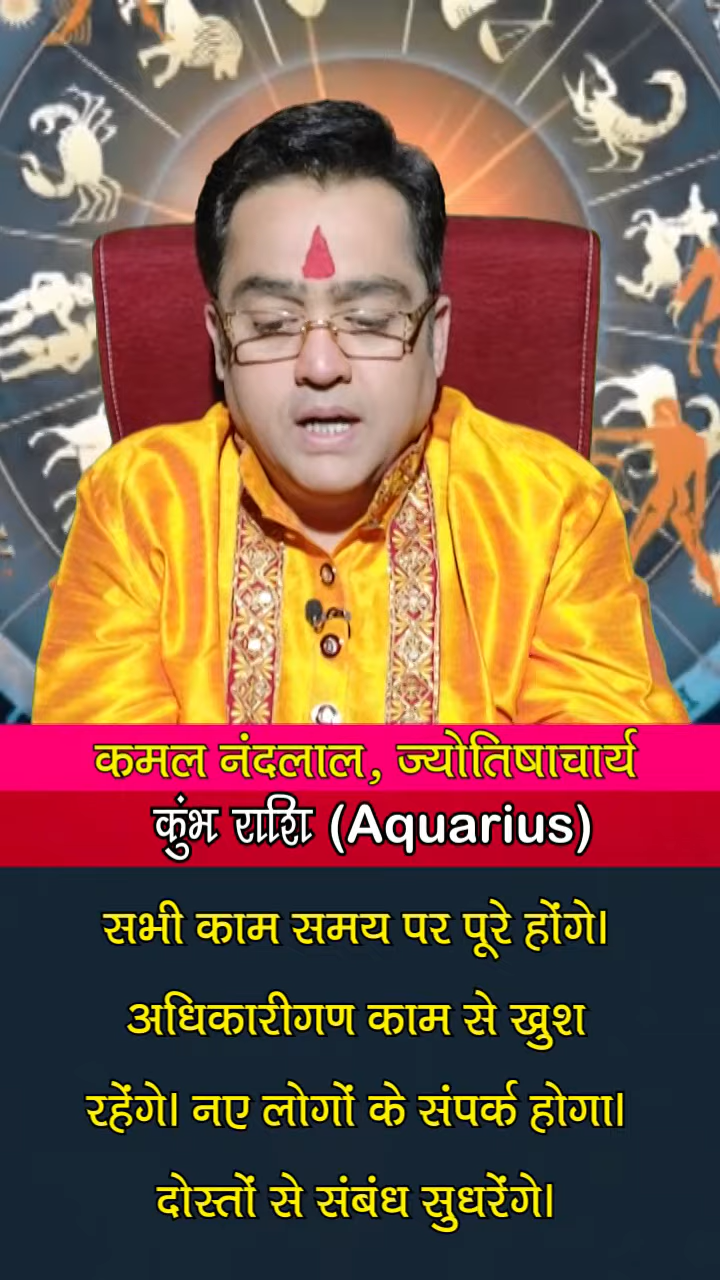 कमल नंदलाल, ज्योतिषाचार्य
कुंभ राशि (Aquarius)
सभी काम समय पर पूरे होंगे।
अधिकारीगण काम से खुश
रहेंगे। नए लोगों के संपर्क होगा।
दोस्तों से संबंध सुधरेंगे।